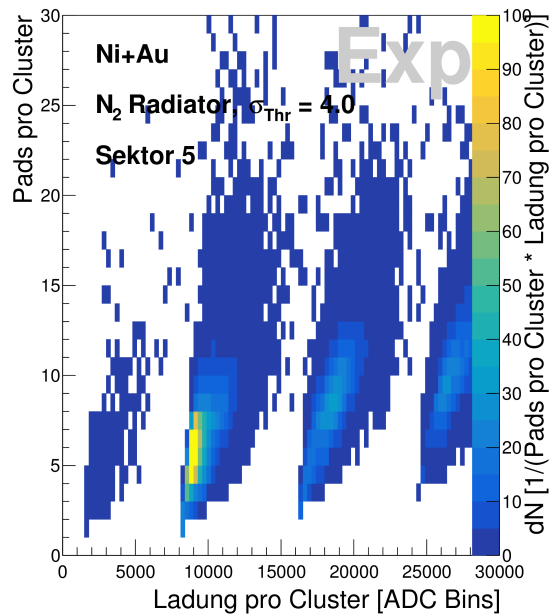 Exp
Ni+Au
N₂ Radiator, σ_Thr = 4.0
Sektor 5
Pads pro Cluster
30
25
20
15
10
5
0
0 5000 10000 15000 20000 25000 30000
Ladung pro Cluster [ADC Bins]
100
90
80
70
60
50
40
30
20
10
0
dN [1/(Pads pro Cluster * Ladung pro Cluster)]